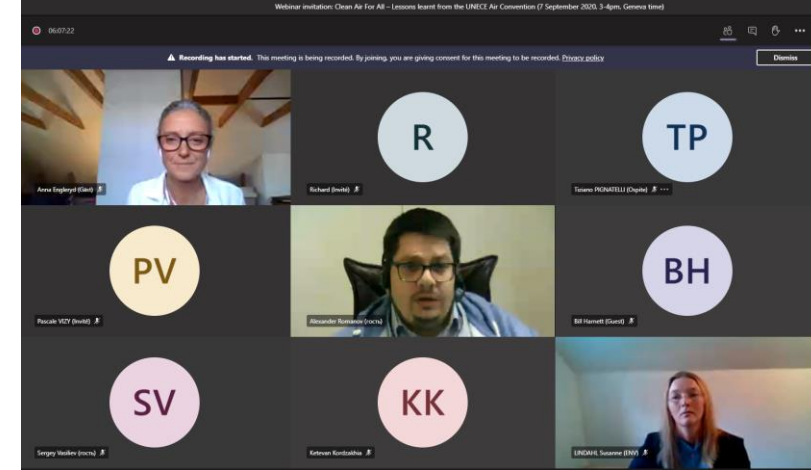 Webinar invitation: Clean Air For All – Lessons learnt from the UNECE Air Convention (7 September 2020, 3-4pm, Geneva time)
06:07:22
Recording has started. This meeting is being recorded. By joining, you are giving consent for this meeting to be recorded. Privacy policy
Dismiss
R
TP
Anna Engleryd (Gäst)
Richard (Invité)
Tiziano PIGNATELLI (Ospite)
PV
BH
Pascale VIZY (Invité)
Alexander Romanov (гость)
Bill Harnett (Guest)
SV
KK
Sergey Vasiliev (гость)
Ketevan Kordzakhia
LINDAHL Susanne (ENV)